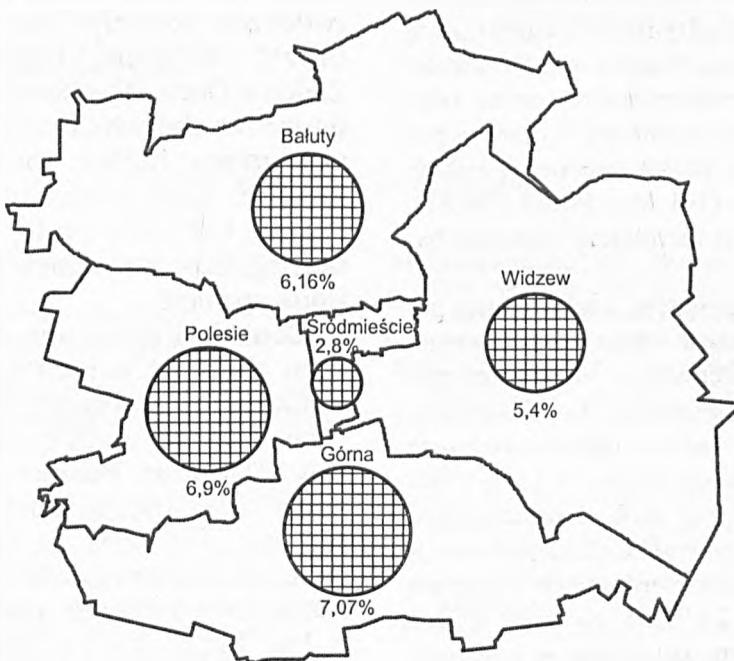 Bałuty
6,16%
Widzew
5,4%
Polesie
6,9%
Śródmieście
2,8%
Górna
7,07%